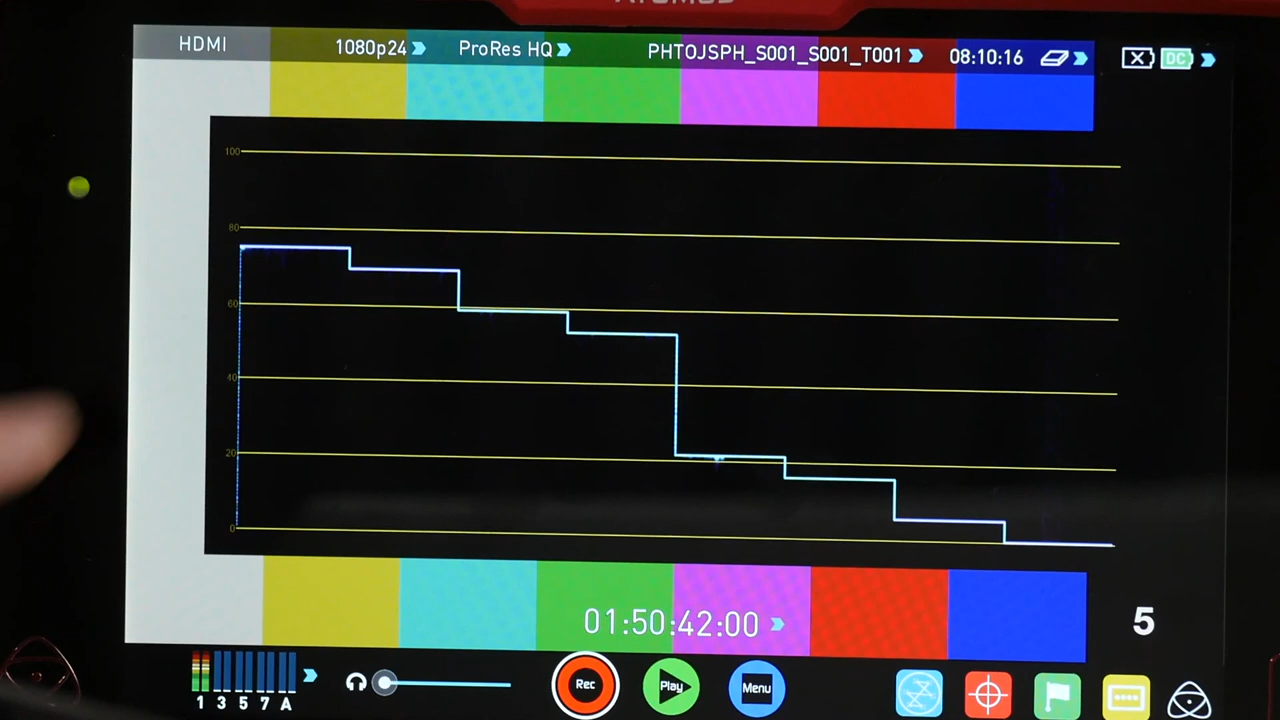 ATOMOS
HDMI 1080p24 ProRes HQ PHTOJSPH_S001_S001_T001 08:10:16 DC
100
80
60
40
20
0
01:50:42:00
5
1 3 5 7 A
Rec Play Menu